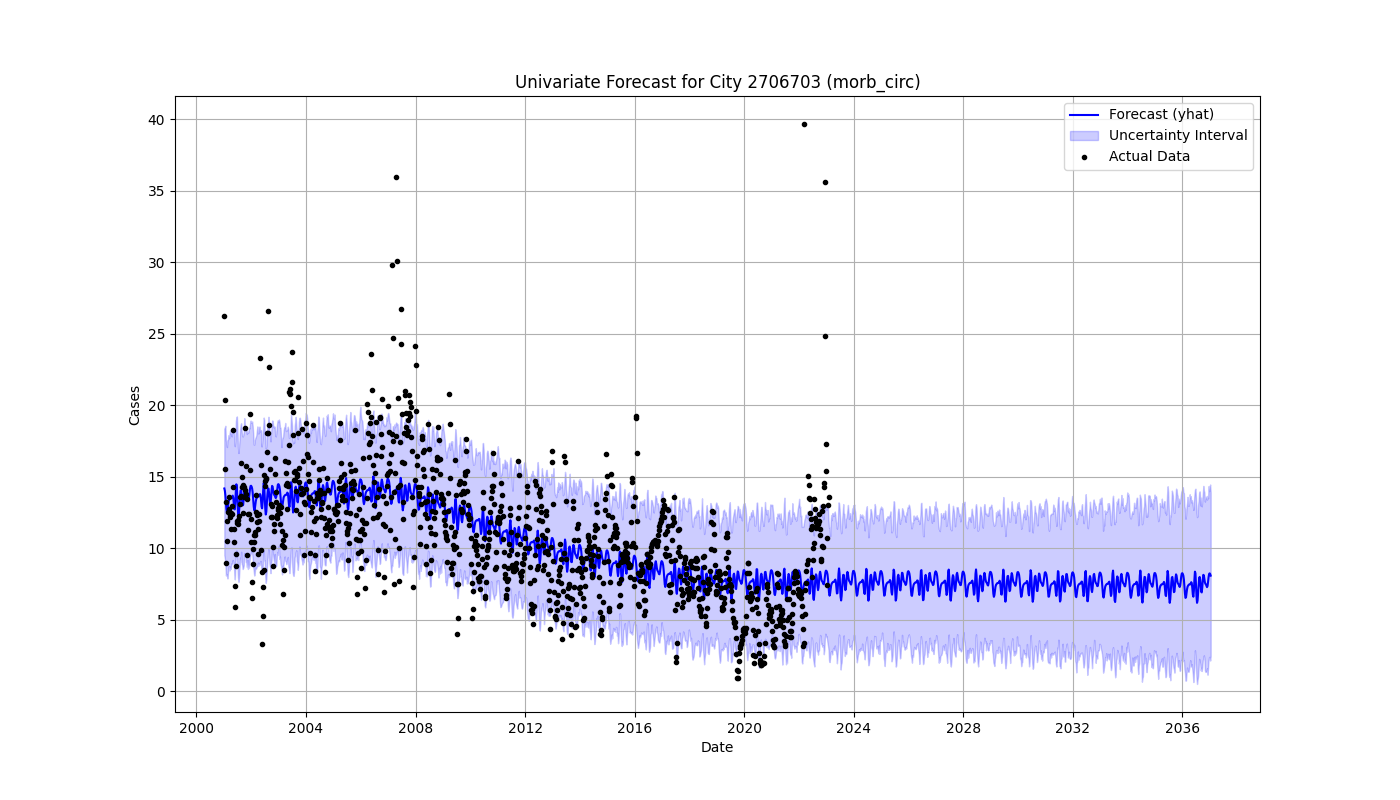 Univariate Forecast for City 2706703 (morb_circ)
Forecast (yhat)
Uncertainty Interval
Actual Data
Cases
40
35
30
25
20
15
10
5
0
2000 2004 2008 2012 2016 2020 2024 2028 2032 2036
Date